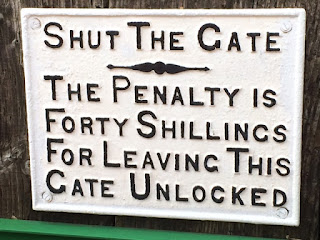 SHUT THE GATE
THE PENALTY IS
FORTY SHILLINGS
FOR LEAVING THIS
GATE UNLOCKED